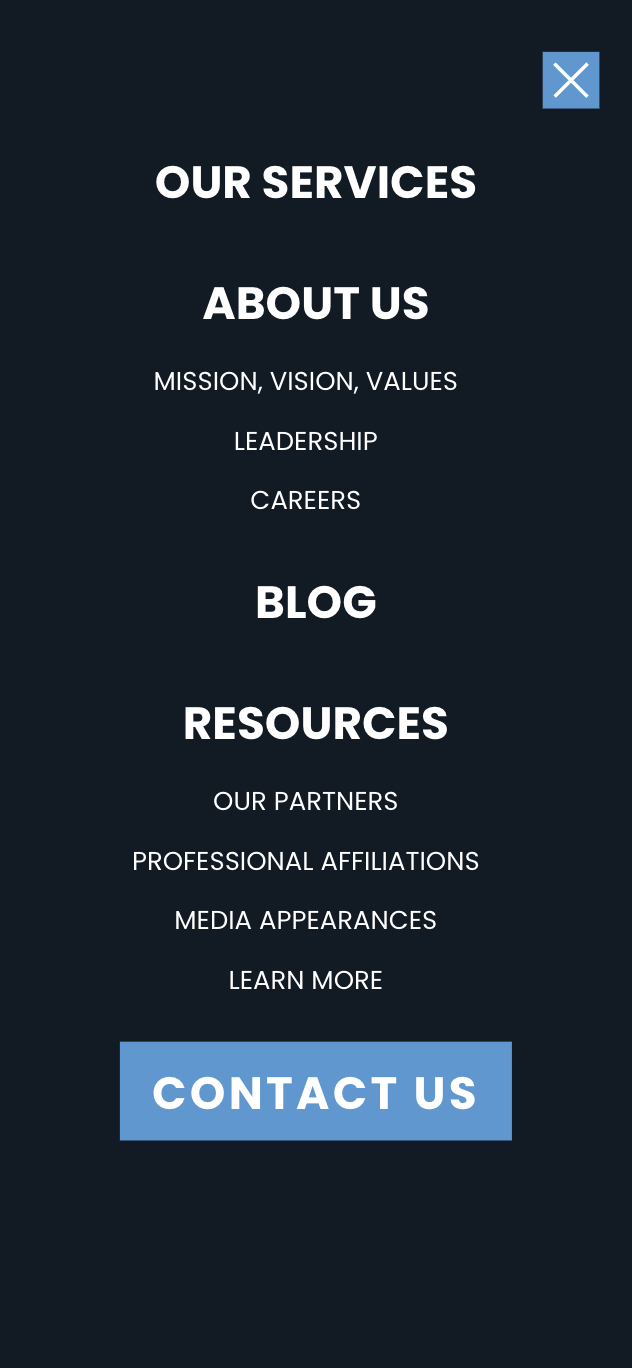 OUR SERVICES
ABOUT US
MISSION, VISION, VALUES
LEADERSHIP
CAREERS
BLOG
RESOURCES
OUR PARTNERS
PROFESSIONAL AFFILIATIONS
MEDIA APPEARANCES
LEARN MORE
CONTACT US